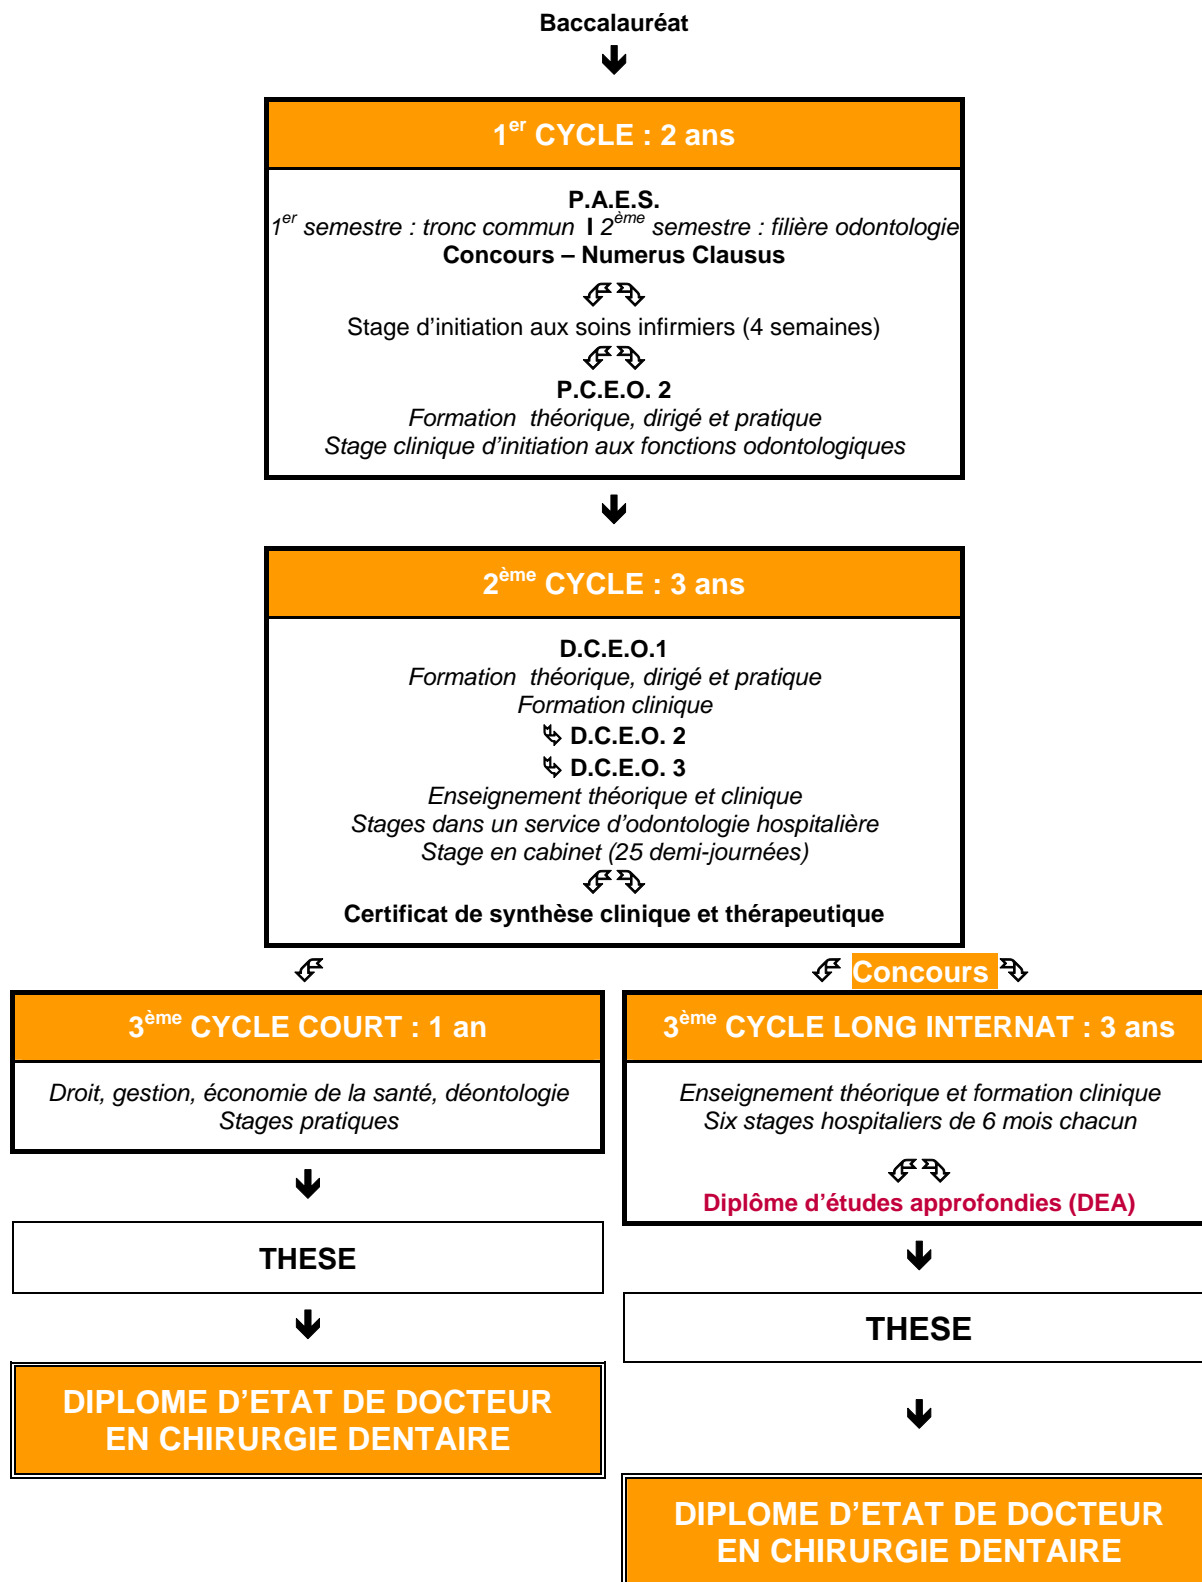 Baccalauréat
1er CYCLE : 2 ans
P.A.E.S.
1er semestre : tronc commun I 2ème semestre : filière odontologie
Concours – Numerus Clausus
Stage d’initiation aux soins infirmiers (4 semaines)
P.C.E.O. 2
Formation théorique, dirigé et pratique
Stage clinique d’initiation aux fonctions odontologiques
2ème CYCLE : 3 ans
D.C.E.O.1
Formation théorique, dirigé et pratique
Formation clinique
D.C.E.O. 2
D.C.E.O. 3
Enseignement théorique et clinique
Stages dans un service d’odontologie hospitalière
Stage en cabinet (25 demi-journées)
Certificat de synthèse clinique et thérapeutique
Concours
3ème CYCLE COURT : 1 an
Droit, gestion, économie de la santé, déontologie
Stages pratiques
THESE
DIPLOME D’ETAT DE DOCTEUR
EN CHIRURGIE DENTAIRE
3ème CYCLE LONG INTERNAT : 3 ans
Enseignement théorique et formation clinique
Six stages hospitaliers de 6 mois chacun
Diplôme d’études approfondies (DEA)
THESE
DIPLOME D’ETAT DE DOCTEUR
EN CHIRURGIE DENTAIRE